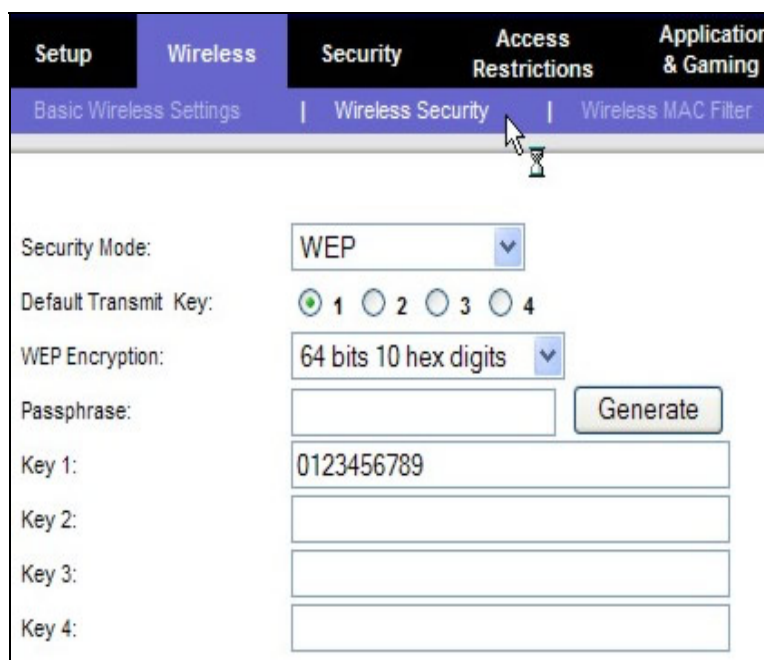 Setup Wireless Security Access Restrictions Application & Gaming
Basic Wireless Settings | Wireless Security | Wireless MAC Filter
Security Mode: WEP
Default Transmit Key: 1 2 3 4
WEP Encryption: 64 bits 10 hex digits
Passphrase: Generate
Key 1: 0123456789
Key 2:
Key 3:
Key 4: